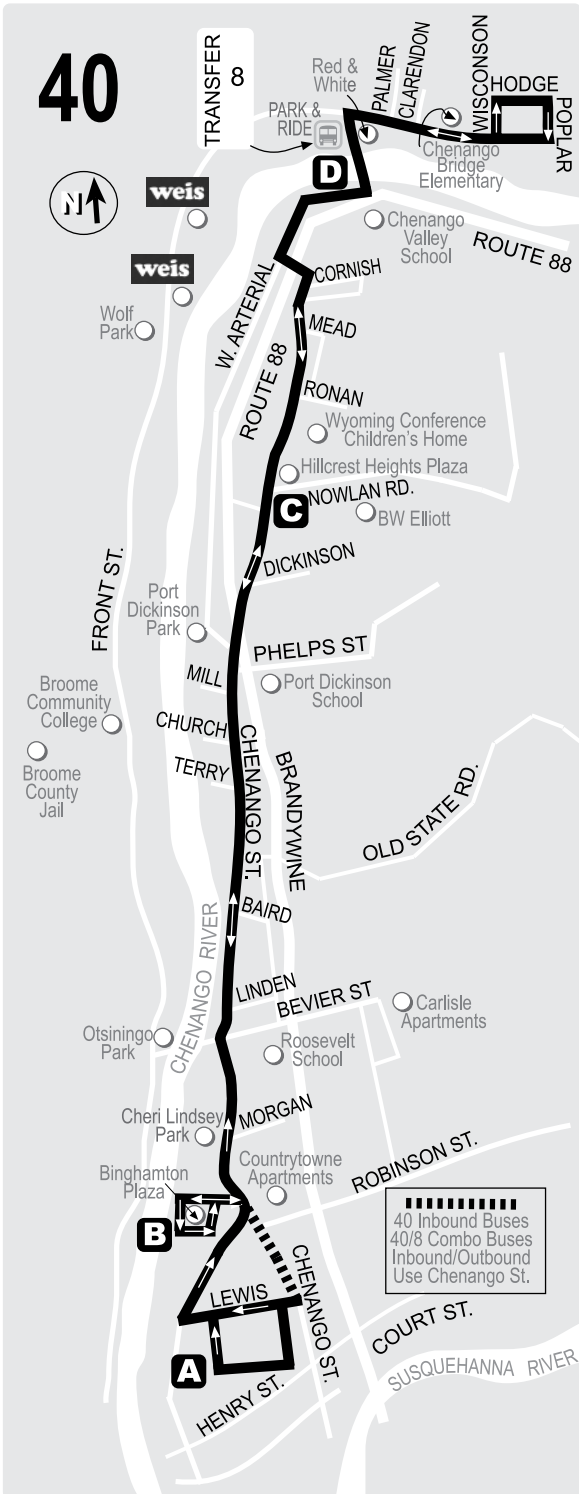 40
TRANSFER
8
N
PARK &
RIDE
Red &
White
PALMER
CLARENDON
WISCONSON
HODGE
POPLAR
Chenango
Bridge
Elementary
D
weis
weis
Wolf
Park
Chenango
Valley
School
ROUTE 88
W. ARTERIAL
ROUTE 88
CORNISH
MEAD
RONAN
Wyoming Conference
Children's Home
Hillcrest Heights Plaza
C
NOWLAN RD.
BW Elliott
DICKINSON
FRONT ST.
Port
Dickinson
Park
PHELPS ST
MILL
Port Dickinson
School
Broome
Community
College
CHURCH
TERRY
Broome
County
Jail
CHENANGO ST.
BRANDYWINE
OLD STATE RD.
BAIRD
CHENANGO RIVER
LINDEN
BEVIER ST
Carlisle
Apartments
Otsiningo
Park
Roosevelt
School
Cheri Lindsey
Park
MORGAN
Binghamton
Plaza
Countrytowne
Apartments
ROBINSON ST.
B
40 Inbound Buses
40/8 Combo Buses
Inbound/Outbound
Use Chenango St.
LEWIS
CHENANGO ST.
COURT ST.
A
HENRY ST.
SUSQUEHANNA RIVER